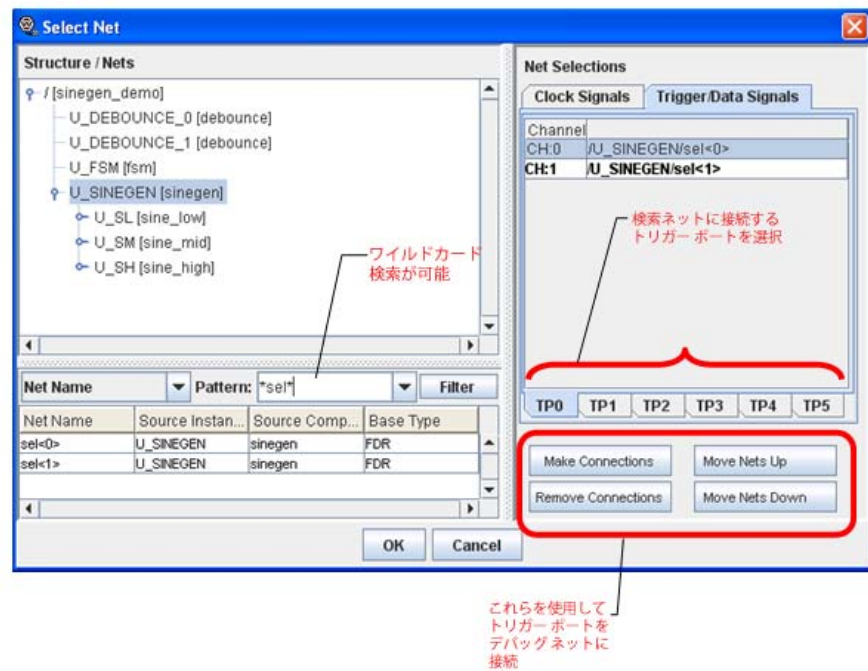 Select Net
Structure / Nets
/ [sinegen_demo]
U_DEBOUNCE_0 [debounce]
U_DEBOUNCE_1 [debounce]
U_FSM [fsm]
U_SINEGEN [sinegen]
U_SL [sine_low]
U_SM [sine_mid]
U_SH [sine_high]
ワイルドカード
検索が可能
Net Name Pattern: *sel* Filter
Net Name Source Instan... Source Comp... Base Type
sel<0> U_SINEGEN sinegen FDR
sel<1> U_SINEGEN sinegen FDR
Net Selections
Clock Signals Trigger/Data Signals
Channel
CH:0 /U_SINEGEN/sel<0>
CH:1 /U_SINEGEN/sel<1>
検索ネットに接続する
トリガー ポートを選択
TP0 TP1 TP2 TP3 TP4 TP5
Make Connections Move Nets Up
Remove Connections Move Nets Down
OK Cancel
これらを使用して
トリガー ポートを
デバッグ ネットに
接続